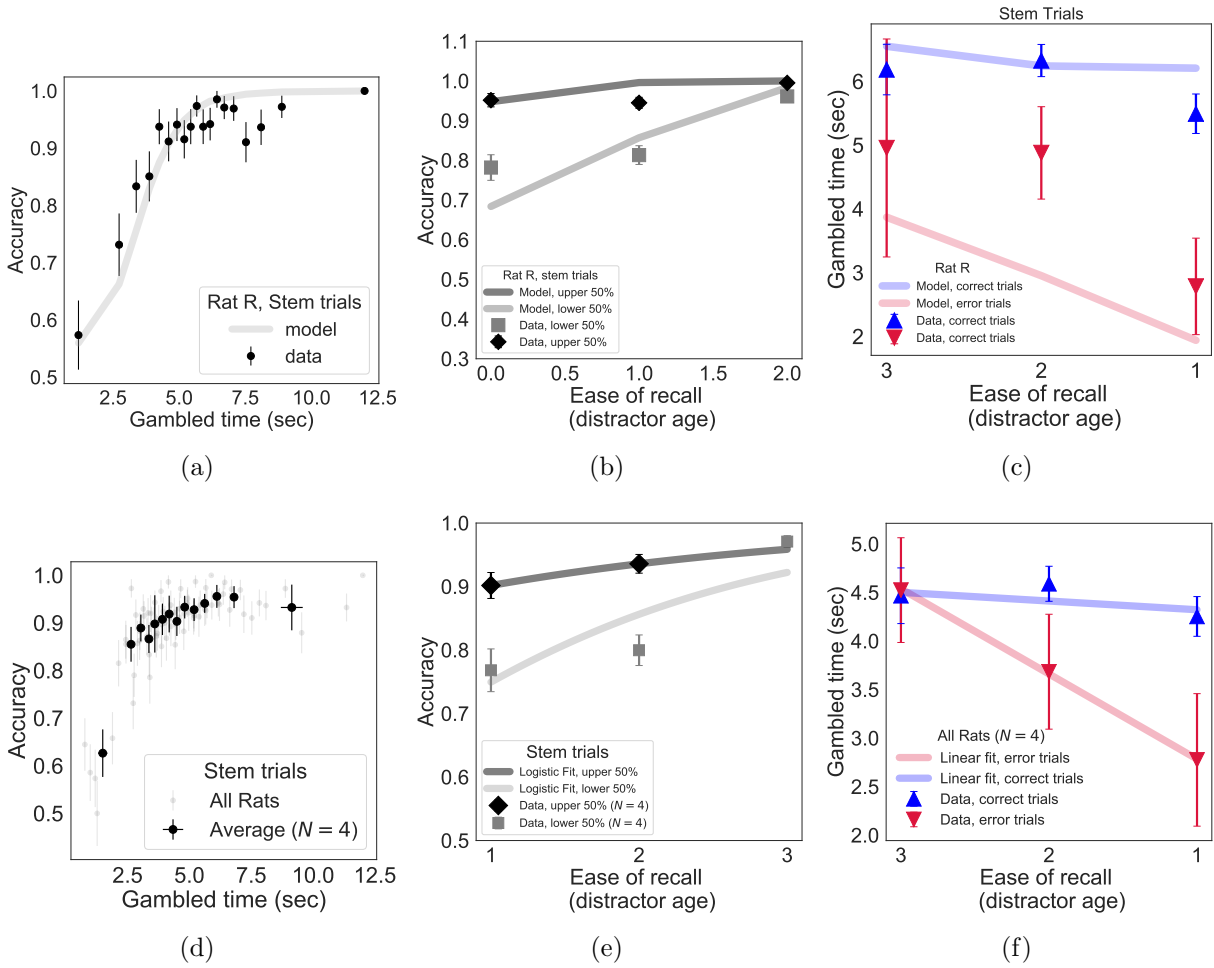 1.0
0.9
0.8
0.7
0.6
0.5
Accuracy
Rat R, Stem trials
model
data
2.5
5.0
7.5
10.0
12.5
Gambled time (sec)
(a)
1.1
1.0
0.9
0.8
0.7
0.6
0.5
0.4
0.3
Accuracy
Rat R, stem trials
Model, upper 50%
Model, lower 50%
Data, lower 50%
Data, upper 50%
0.0
0.5
1.0
1.5
2.0
Ease of recall
(distractor age)
(b)
Stem Trials
6
5
4
3
2
Gambled time (sec)
Rat R
Model, correct trials
Model, error trials
Data, correct trials
Data, correct trials
3
2
1
Ease of recall
(distractor age)
(c)
1.0
0.9
0.8
0.7
0.6
0.5
Accuracy
Stem trials
All Rats
Average (N = 4)
2.5
5.0
7.5
10.0
12.5
Gambled time (sec)
(d)
1.0
0.9
0.8
0.7
0.6
0.5
Accuracy
Stem trials
Logistic Fit, upper 50%
Logistic Fit, lower 50%
Data, upper 50% (N = 4)
Data, lower 50% (N = 4)
1
2
3
Ease of recall
(distractor age)
(e)
5.0
4.5
4.0
3.5
3.0
2.5
2.0
Gambled time (sec)
All Rats (N = 4)
Linear fit, error trials
Linear fit, correct trials
Data, correct trials
Data, error trials
3
2
1
Ease of recall
(distractor age)
(f)